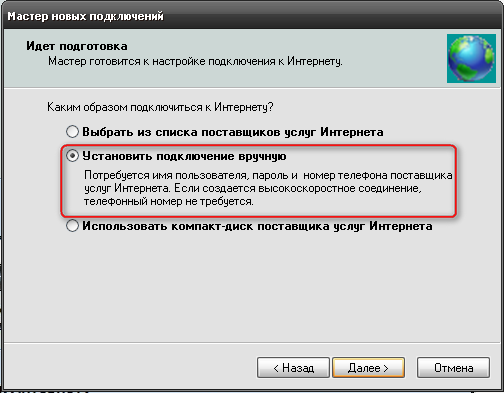 Мастер новых подключений
Идет подготовка
Мастер готовится к настройке подключения к Интернету.
Каким образом подключиться к Интернету?
Выбрать из списка поставщиков услуг Интернета
Установить подключение вручную
Потребуется имя пользователя, пароль и номер телефона поставщика
услуг Интернета. Если создается высокоскоростное соединение,
телефонный номер не требуется.
Использовать компакт-диск поставщика услуг Интернета
< Назад
Далее >
Отмена